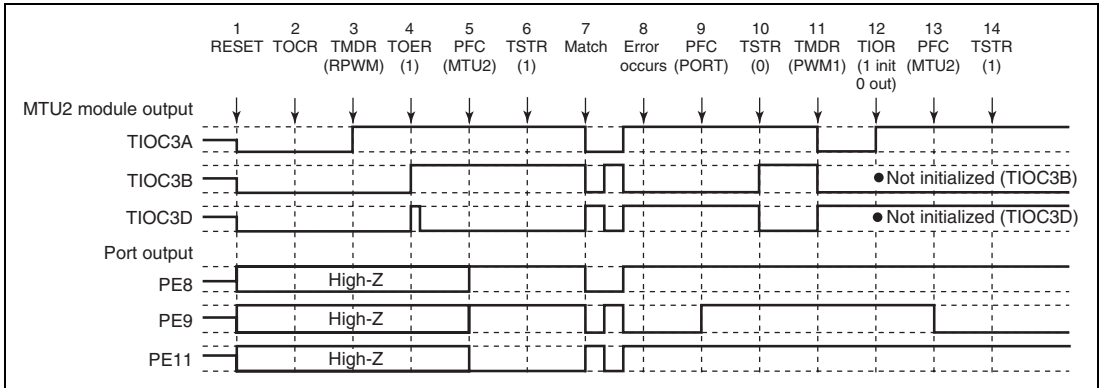 1 2 3 4 5 6 7 8 9 10 11 12 13 14
RESET TOCR TMDR TOER PFC TSTR Match Error PFC TSTR TMDR TIOR PFC TSTR
(RPWM) (1) (MTU2) (1) occurs (PORT) (0) (PWM1) (1 init (MTU2) (1)
0 out)
MTU2 module output
TIOC3A
TIOC3B
●Not initialized (TIOC3B)
TIOC3D
●Not initialized (TIOC3D)
Port output
PE8 High-Z
PE9 High-Z
PE11 High-Z